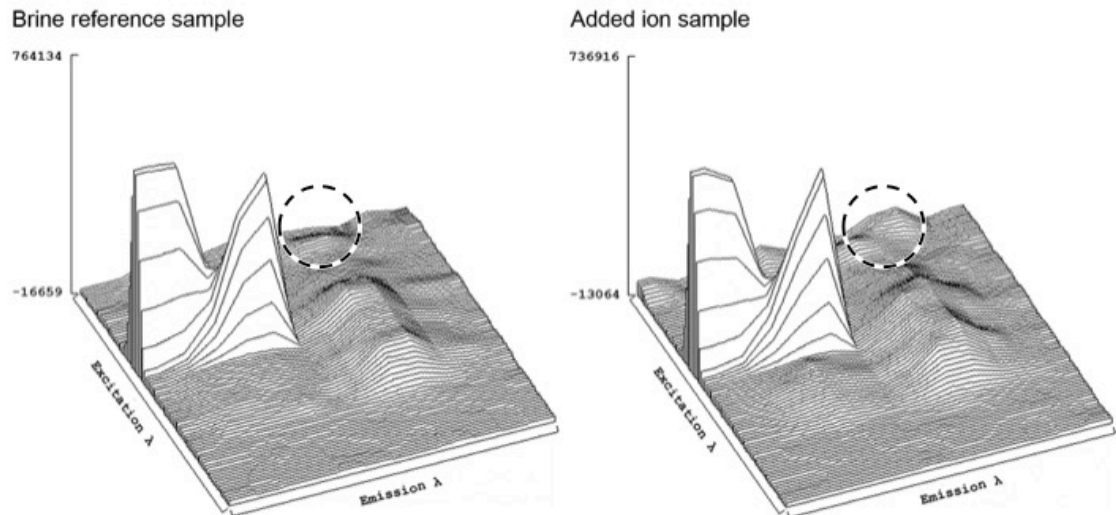 Brine reference sample
764134
-16659
Excitation λ
Emission λ
Added ion sample
736916
-13064
Excitation λ
Emission λ